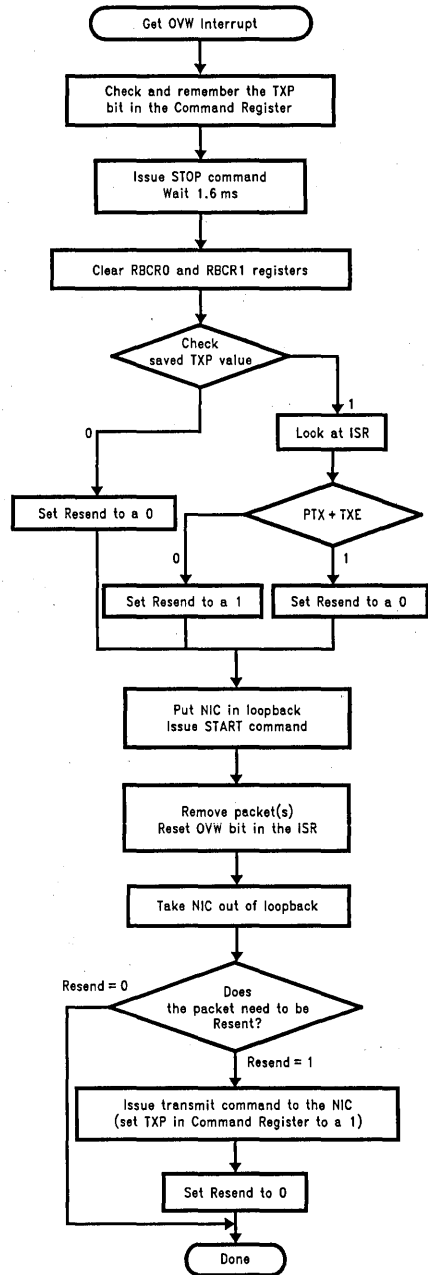 Get OVW Interrupt
Check and remember the TXP
bit in the Command Register
Issue STOP command
Wait 1.6 ms
Clear RBCR0 and RBCR1 registers
Check
saved TXP value
0
1
Look at ISR
Set Resend to a 0
PTX + TXE
0
1
Set Resend to a 1
Set Resend to a 0
Put NIC in loopback
Issue START command
Remove packet(s)
Reset OVW bit in the ISR
Take NIC out of loopback
Resend = 0
Does
the packet need to be
Resent?
Resend = 1
Issue transmit command to the NIC
(set TXP in Command Register to a 1)
Set Resend to 0
Done